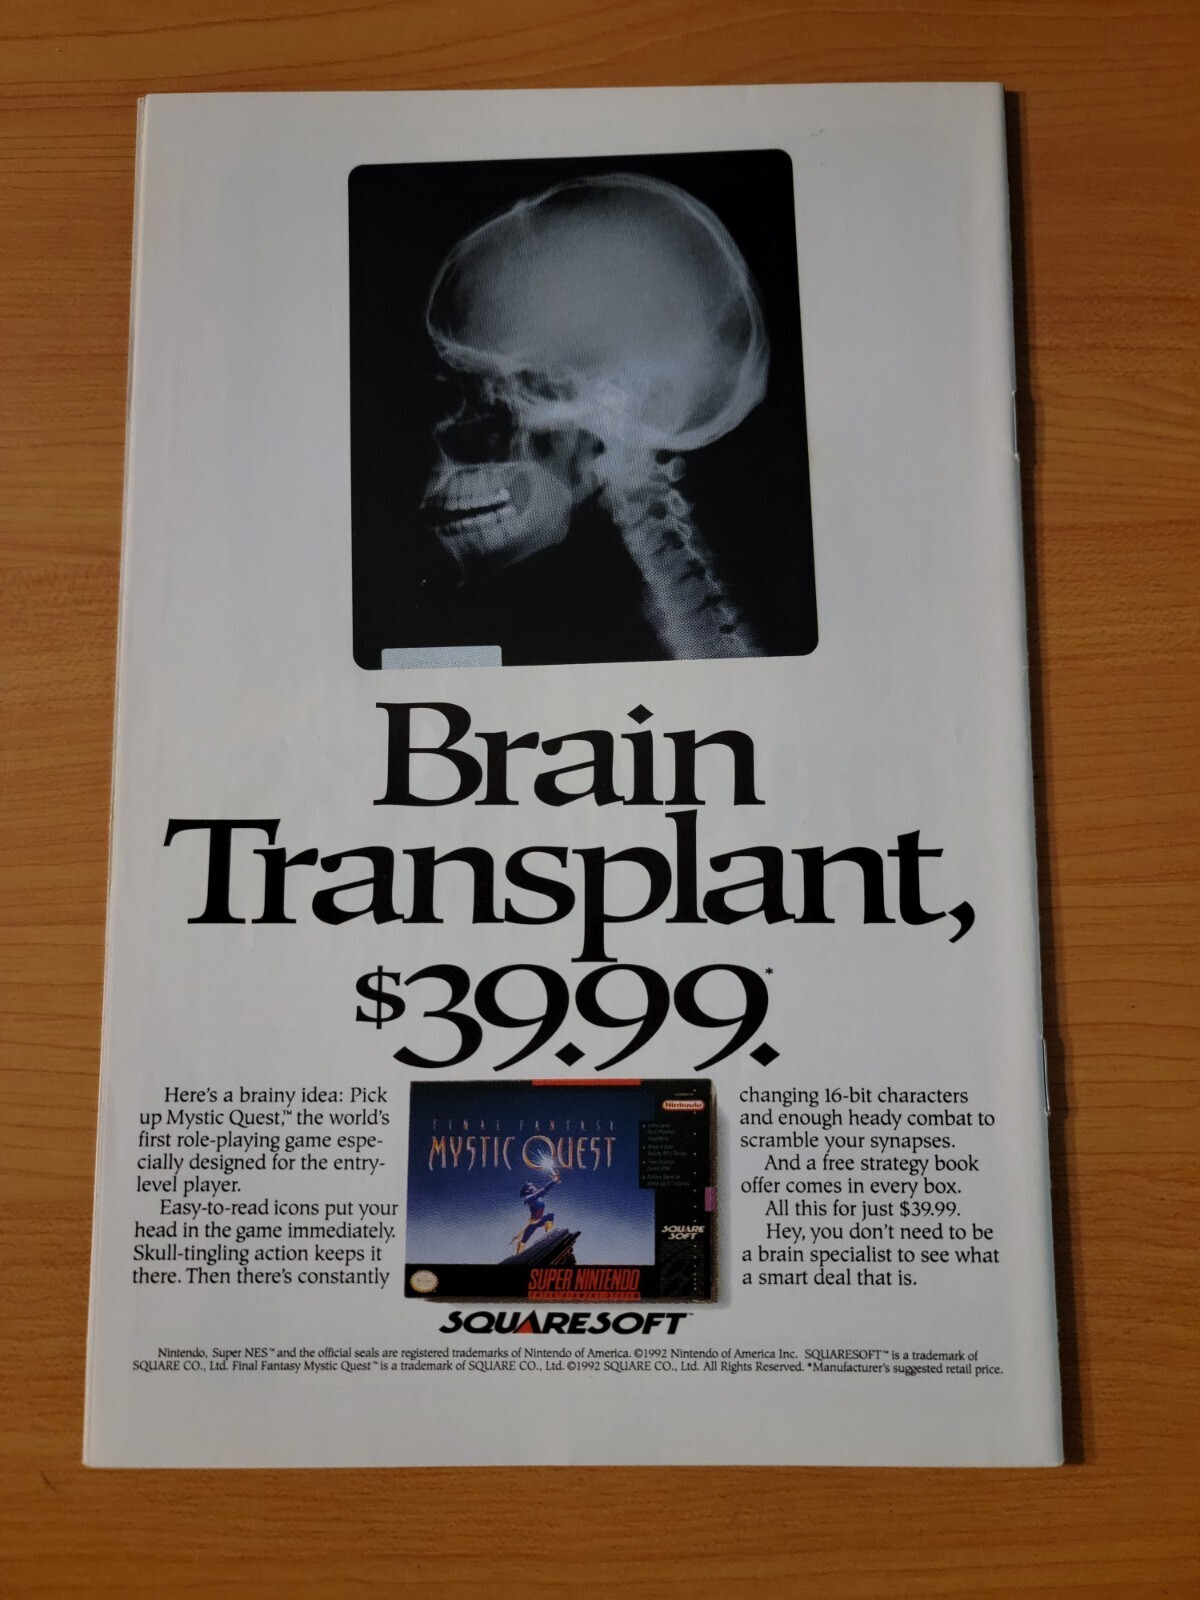 Brain
Transplant,
$39.99.*
Here's a brainy idea: Pick
up Mystic Quest,™ the world's
first role-playing game espe-
cially designed for the entry-
level player.
Easy-to-read icons put your
head in the game immediately.
Skull-tingling action keeps it
there. Then there's constantly
FINAL FANTASY
MYSTIC QUEST
Nintendo
SQUARE
SOFT
SUPER NINTENDO
ENTERTAINMENT SYSTEM
changing 16-bit characters
and enough heady combat to
scramble your synapses.
And a free strategy book
offer comes in every box.
All this for just $39.99.
Hey, you don't need to be
a brain specialist to see what
a smart deal that is.
SQUARESOFT™
Nintendo, Super NES™ and the official seals are registered trademarks of Nintendo of America. ©1992 Nintendo of America Inc. SQUARESOFT™ is a trademark of
SQUARE CO., Ltd. Final Fantasy Mystic Quest™ is a trademark of SQUARE CO., Ltd. ©1992 SQUARE CO., Ltd. All Rights Reserved. *Manufacturer's suggested retail price.